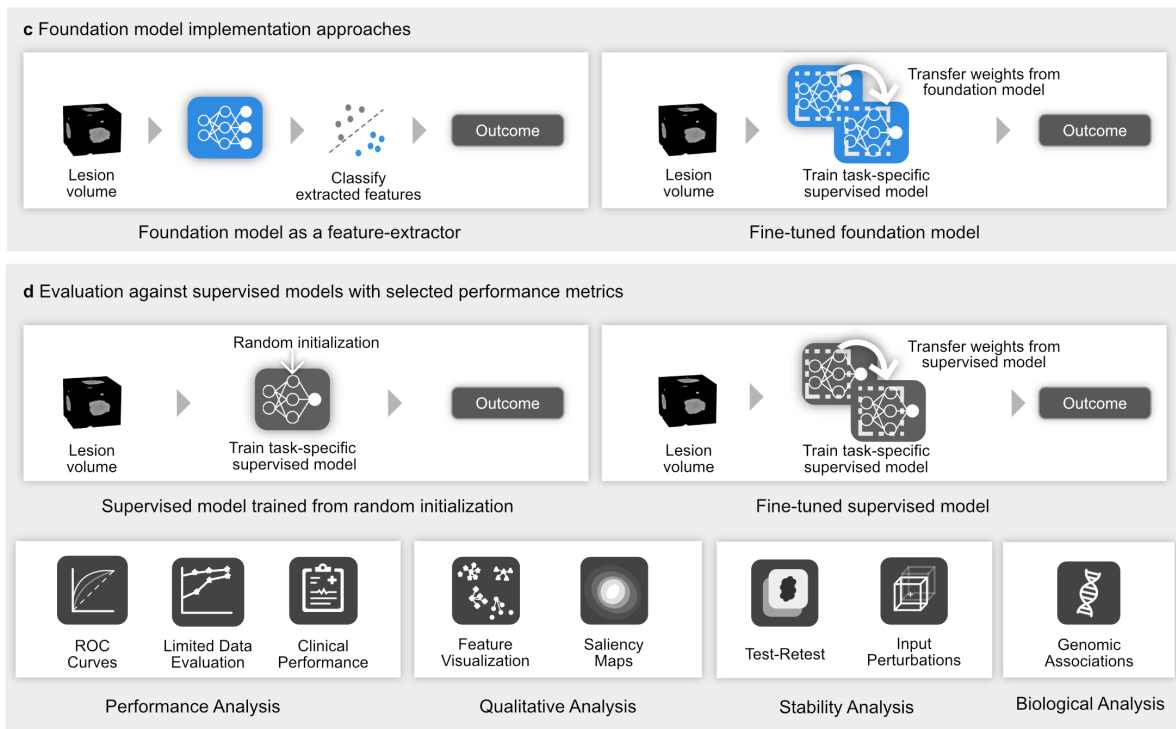 c Foundation model implementation approaches
Lesion
volume
Classify
extracted features
Outcome
Foundation model as a feature-extractor
Transfer weights from
foundation model
Lesion
volume
Train task-specific
supervised model
Outcome
Fine-tuned foundation model
d Evaluation against supervised models with selected performance metrics
Random initialization
Lesion
volume
Train task-specific
supervised model
Outcome
Supervised model trained from random initialization
Transfer weights from
supervised model
Lesion
volume
Train task-specific
supervised model
Outcome
Fine-tuned supervised model
ROC
Curves
Limited Data
Evaluation
Clinical
Performance
Performance Analysis
Feature
Visualization
Saliency
Maps
Qualitative Analysis
Test-Retest
Input
Perturbations
Stability Analysis
Genomic
Associations
Biological Analysis